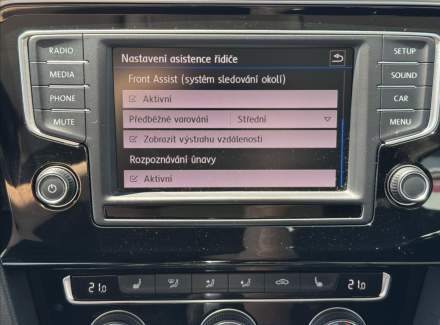 RADIO
MEDIA
PHONE
MUTE
Nastavení asistence řidiče
Front Assist (systém sledování okolí)
Aktivní
Předběžné varování Střední
Zobrazit výstrahu vzdálenosti
Rozpoznávání únavy
Aktivní
SETUP
SOUND
CAR
MENU
21.0
21.0